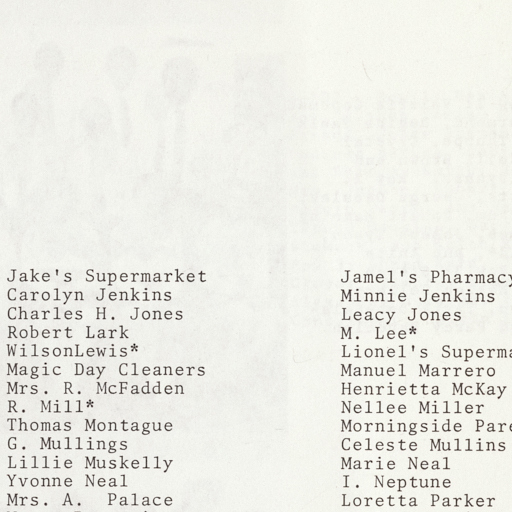 Jake's Supermarket
Carolyn Jenkins
Charles H. Jones
Robert Lark
WilsonLewis*
Magic Day Cleaners
Mrs. R. McFadden
R. Mill*
Thomas Montague
G. Mullings
Lillie Muskelly
Yvonne Neal
Mrs. A.  Palace
Jamel's Pharmacy
Minnie Jenkins
Leacy Jones
M. Lee*
Lionel's Superma
Manuel Marrero
Henrietta McKay
Nellee Miller
Morningside Pare
Celeste Mullins
Marie Neal
I. Neptune
Loretta Parker